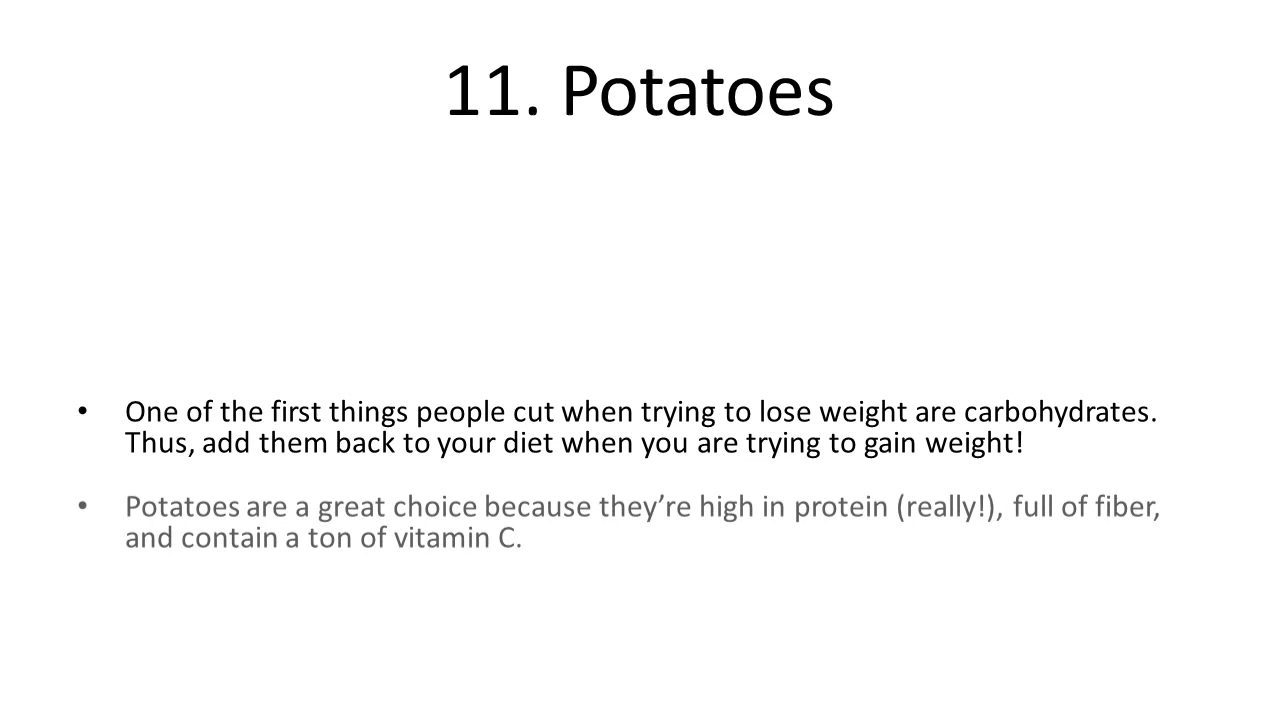 11. Potatoes
• One of the first things people cut when trying to lose weight are carbohydrates.
Thus, add them back to your diet when you are trying to gain weight!
• Potatoes are a great choice because they’re high in protein (really!), full of fiber,
and contain a ton of vitamin C.